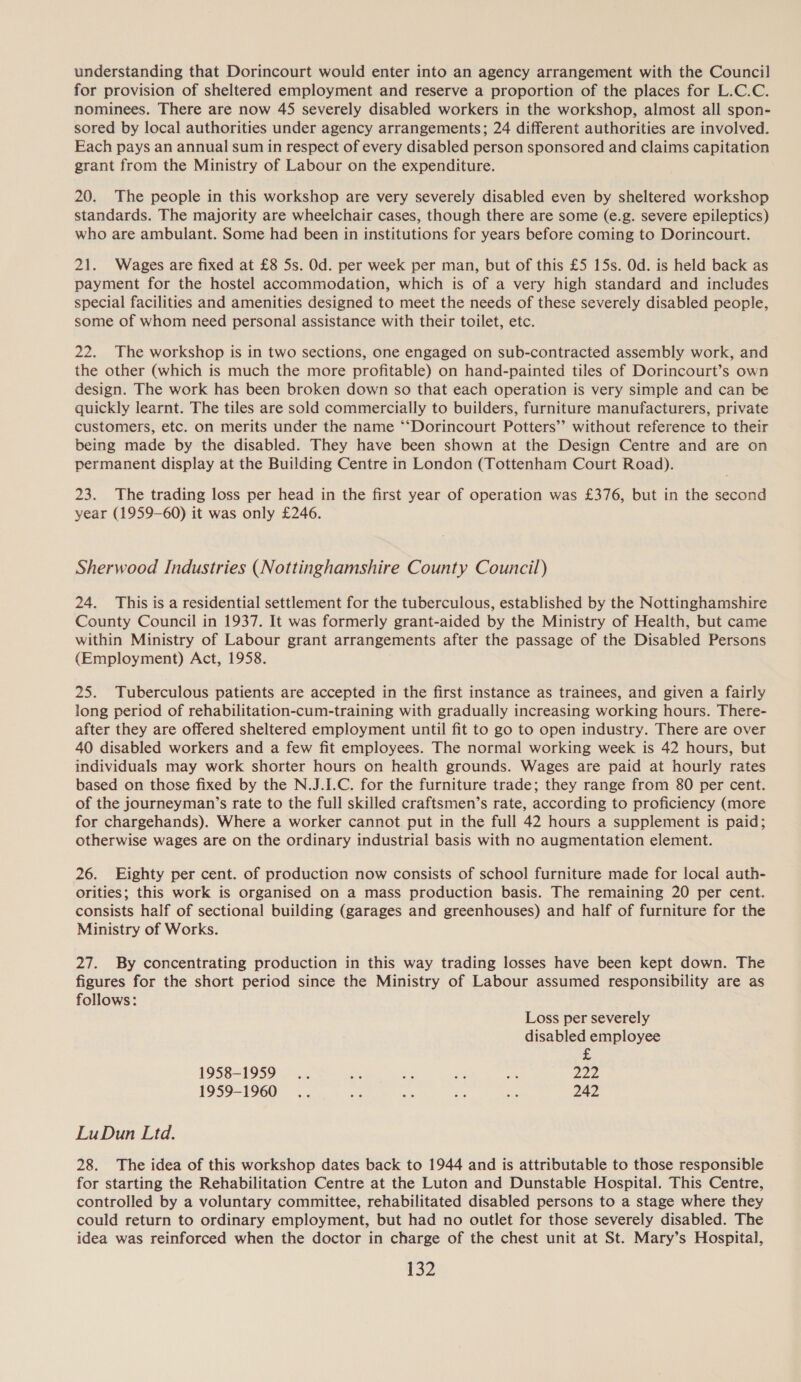 understanding that Dorincourt would enter into an agency arrangement with the Council
for provision of sheltered employment and reserve a proportion of the places for L.C.C.
nominees. There are now 45 severely disabled workers in the workshop, almost all spon-
sored by local authorities under agency arrangements; 24 different authorities are involved.
Each pays an annual sum in respect of every disabled person sponsored and claims capitation
grant from the Ministry of Labour on the expenditure.
20. The people in this workshop are very severely disabled even by sheltered workshop
standards. The majority are wheelchair cases, though there are some (e.g. severe epileptics)
who are ambulant. Some had been in institutions for years before coming to Dorincourt.
21. Wages are fixed at £8 5s. 0d. per week per man, but of this £5 15s. 0d. is held back as
payment for the hostel accommodation, which is of a very high standard and includes
special facilities and amenities designed to meet the needs of these severely disabled people,
some of whom need personal assistance with their toilet, etc.
22. The workshop is in two sections, one engaged on sub-contracted assembly work, and
the other (which is much the more profitable) on hand-painted tiles of Dorincourt's own
design. The work has been broken down so that each operation is very simple and can be
quickly learnt. The tiles are sold commercially to builders, furniture manufacturers, private
customers, etc. on merits under the name “Dorincourt Potters” without reference to their
being made by the disabled. They have been shown at the Design Centre and are on
permanent display at the Building Centre in London (Tottenham Court Road).
23. The trading loss per head in the first year of operation was £376, but in the second
year (1959–60) it was only £246.
Sherwood Industries (Nottinghamshire County Council)
24. This is a residential settlement for the tuberculous, established by the Nottinghamshire
County Council in 1937. It was formerly grant-aided by the Ministry of Health, but came
within Ministry of Labour grant arrangements after the passage of the Disabled Persons
(Employment) Act, 1958.
25. Tuberculous patients are accepted in the first instance as trainees, and given a fairly
long period of rehabilitation-cum-training with gradually increasing working hours. There-
after they are offered sheltered employment until fit to go to open industry. There are over
40 disabled workers and a few fit employees. The normal working week is 42 hours, but
individuals may work shorter hours on health grounds. Wages are paid at hourly rates
based on those fixed by the N.J.I.C. for the furniture trade; they range from 80 per cent.
of the journeyman's rate to the full skilled craftsmen's rate, according to proficiency (more
for chargehands). Where a worker cannot put in the full 42 hours a supplement is paid;
otherwise wages are on the ordinary industrial basis with no augmentation element.
26. Eighty per cent. of production now consists of school furniture made for local auth-
orities; this work is organised on a mass production basis. The remaining 20 per cent.
consists half of sectional building (garages and greenhouses) and half of furniture for the
Ministry of Works.
27. By concentrating production in this way trading losses have been kept down. The
figures for the short period since the Ministry of Labour assumed responsibility are as
follows:
Loss per severely
disabled employee
£
1958–1959 .. .. .. .. .. 222
1959–1960 .. .. .. .. .. 242
LuDun Ltd.
28. The idea of this workshop dates back to 1944 and is attributable to those responsible
for starting the Rehabilitation Centre at the Luton and Dunstable Hospital. This Centre,
controlled by a voluntary committee, rehabilitated disabled persons to a stage where they
could return to ordinary employment, but had no outlet for those severely disabled. The
idea was reinforced when the doctor in charge of the chest unit at St. Mary's Hospital,
132